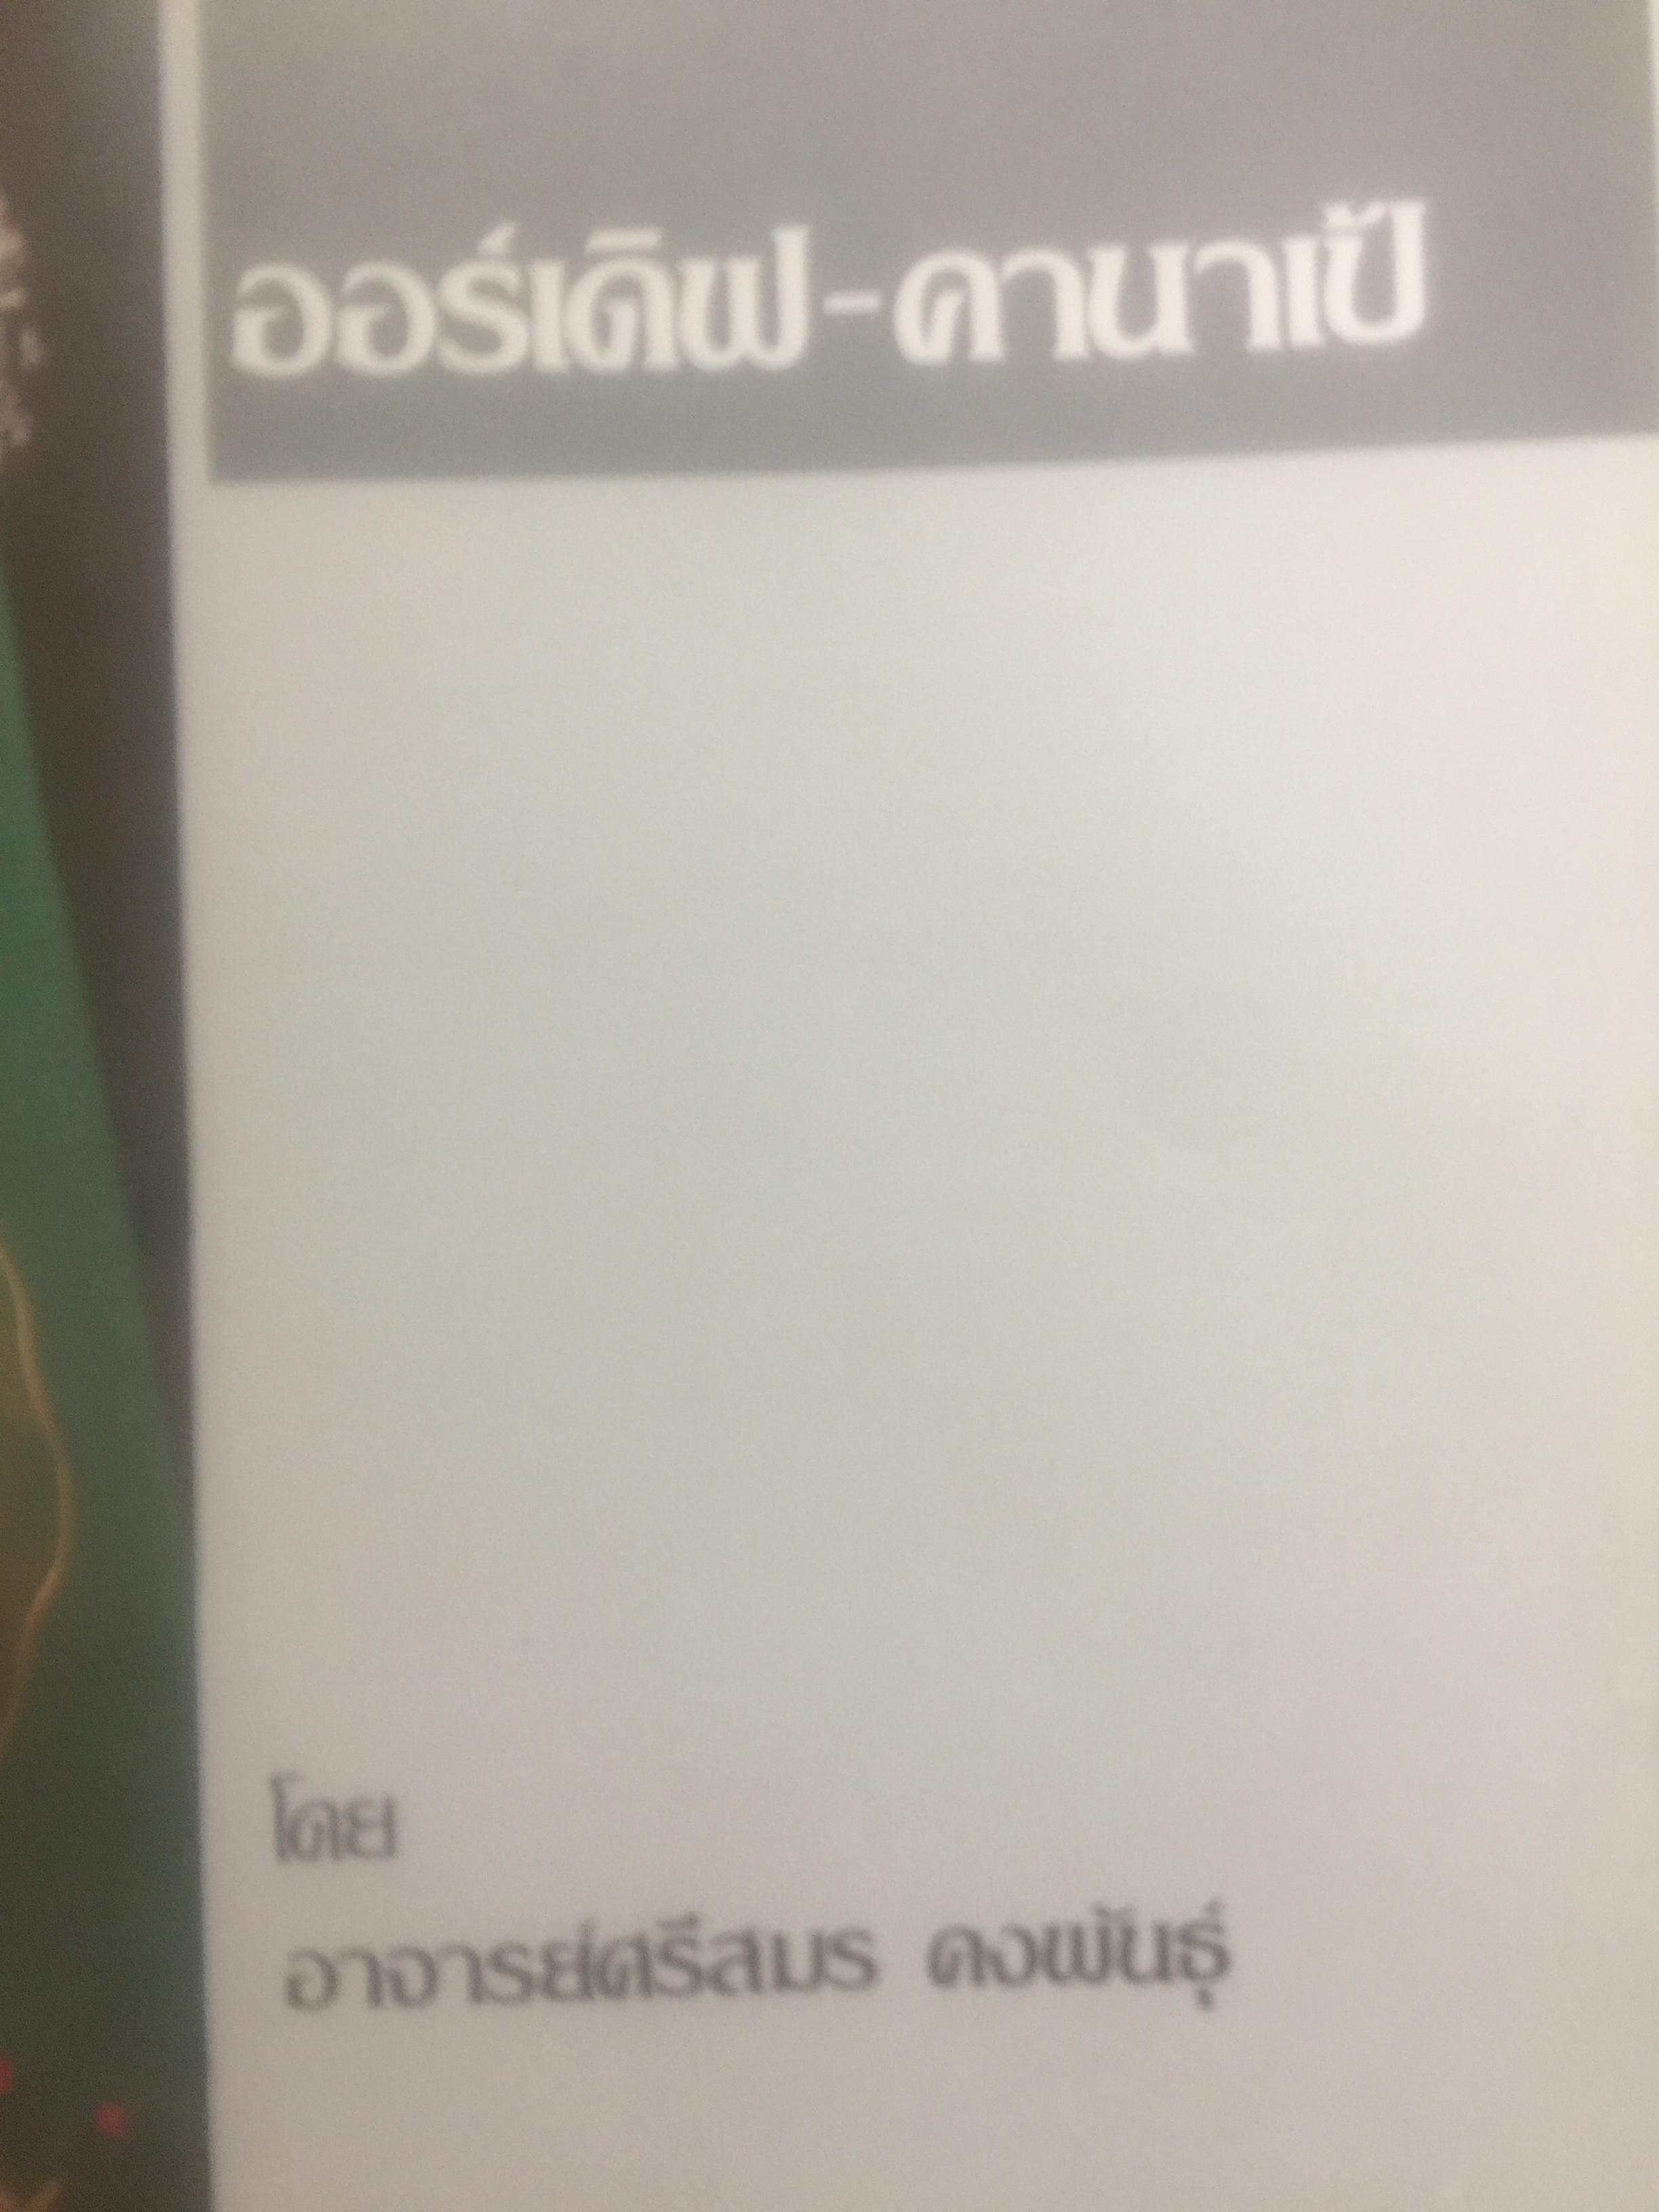 ออร์เดิฟ-คานาเป้
โดย
อาจารย์ศรีสมร คงพันธุ์